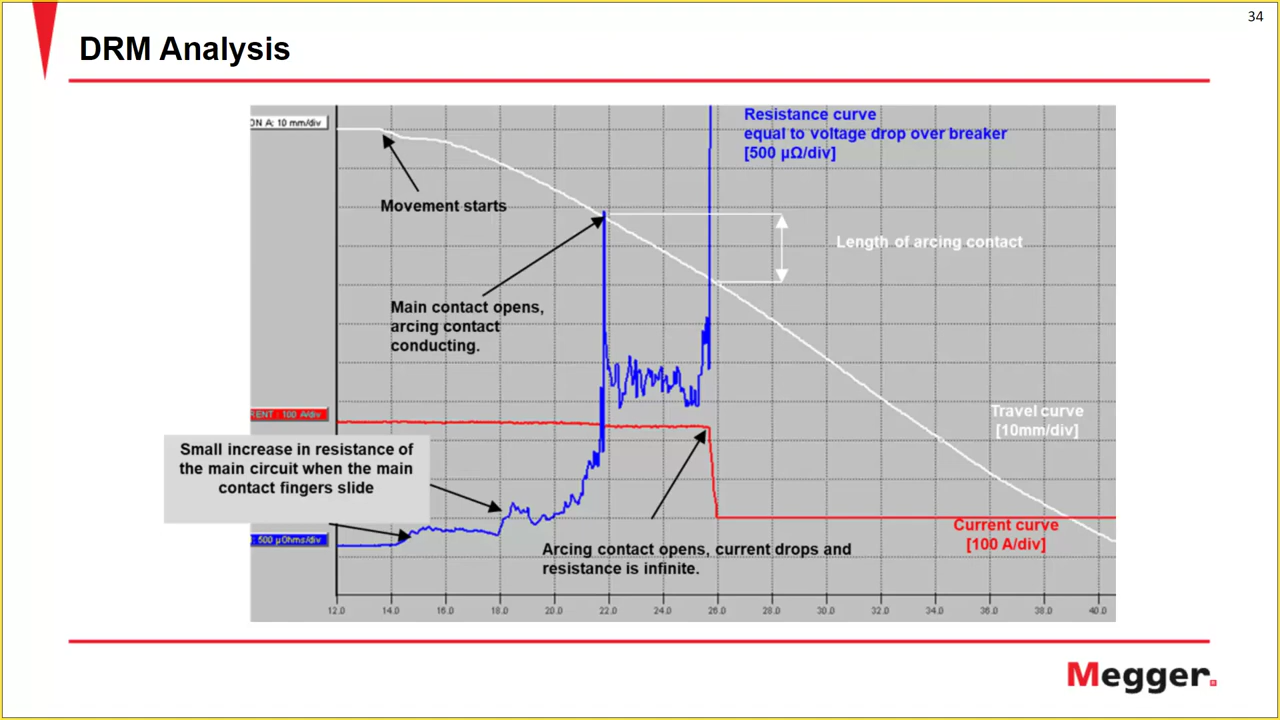 34
DRM Analysis
ON A: 10 mm/div
Resistance curve
equal to voltage drop over breaker
[500 µΩ/div]
Movement starts
Length of arcing contact
Main contact opens,
arcing contact
conducting.
RENT : 100 A/div
Travel curve
[10mm/div]
Small increase in resistance of
the main circuit when the main
contact fingers slide
500 µOhms/div
Current curve
[100 A/div]
Arcing contact opens, current drops and
resistance is infinite.
12.0 14.0 16.0 18.0 20.0 22.0 24.0 26.0 28.0 30.0 32.0 34.0 36.0 38.0 40.0
Megger.